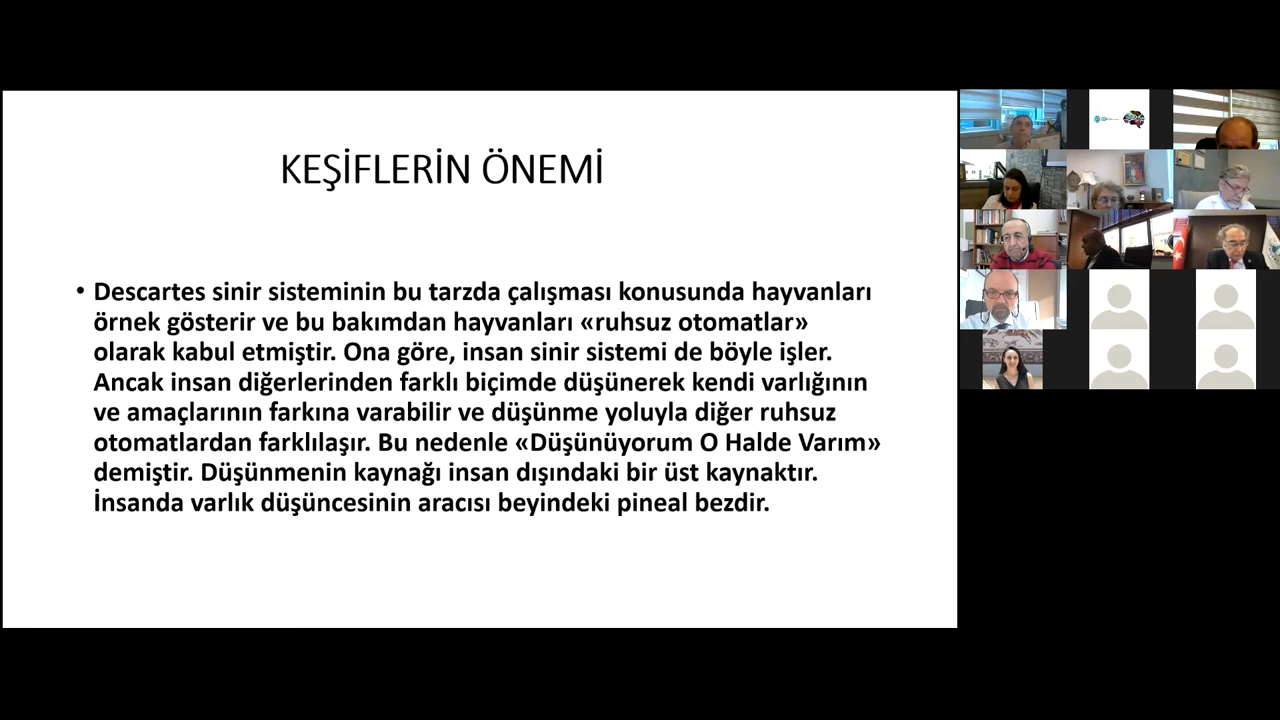 KEŞİFLERİN ÖNEMİ
• Descartes sinir sisteminin bu tarzda çalışması konusunda hayvanları
örnek gösterir ve bu bakımdan hayvanları «ruhsuz otomatlar»
olarak kabul etmiştir. Ona göre, insan sinir sistemi de böyle işler.
Ancak insan diğerlerinden farklı biçimde düşünerek kendi varlığının
ve amaçlarının farkına varabilir ve düşünme yoluyla diğer ruhsuz
otomatlardan farklılaşır. Bu nedenle «Düşünüyorum O Halde Varım»
demiştir. Düşünmenin kaynağı insan dışındaki bir üst kaynaktır.
İnsanda varlık düşüncesinin aracısı beyindeki pineal bezdir.